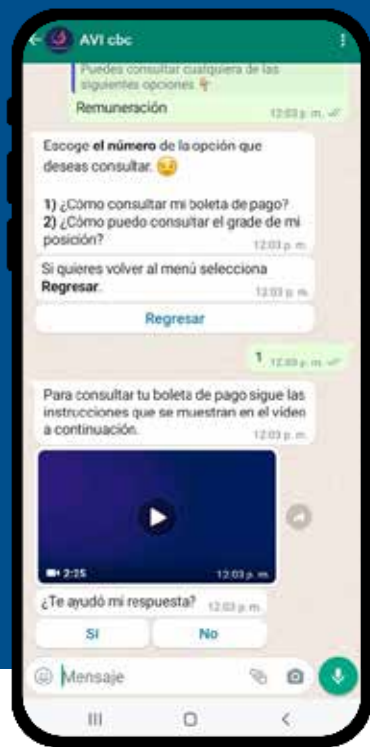 AVI cbc
Puedes consultar cualquiera de las
siguientes opciones
Remuneración
12:03 p. m.
Escoge el número de la opción que
deseas consultar.
1) ¿Cómo consultar mi boleta de pago?
2) ¿Cómo puedo consultar el grade de mi
posición?
12:03 p. m.
Si quieres volver al menú selecciona
Regresar.
12:03 p. m.
Regresar
1 12:03 p. m.
Para consultar tu boleta de pago sigue las
instrucciones que se muestran en el vídeo
a continuación.
12:03 p. m.
2:25 12:03 p. m.
¿Te ayudó mi respuesta? 12:03 p. m.
Si No
Mensaje